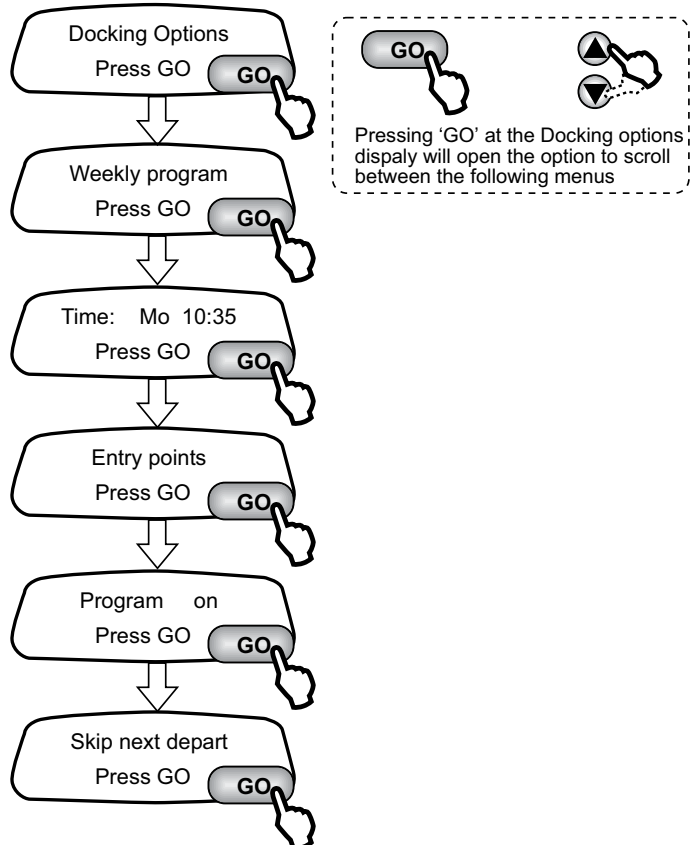 Docking Options
Press GO
GO
Weekly program
Press GO
GO
Time: Mo 10:35
Press GO
GO
Entry points
Press GO
GO
Program on
Press GO
GO
Skip next depart
Press GO
GO
GO
Pressing ‘GO’ at the Docking options
dispaly will open the option to scroll
between the following menus